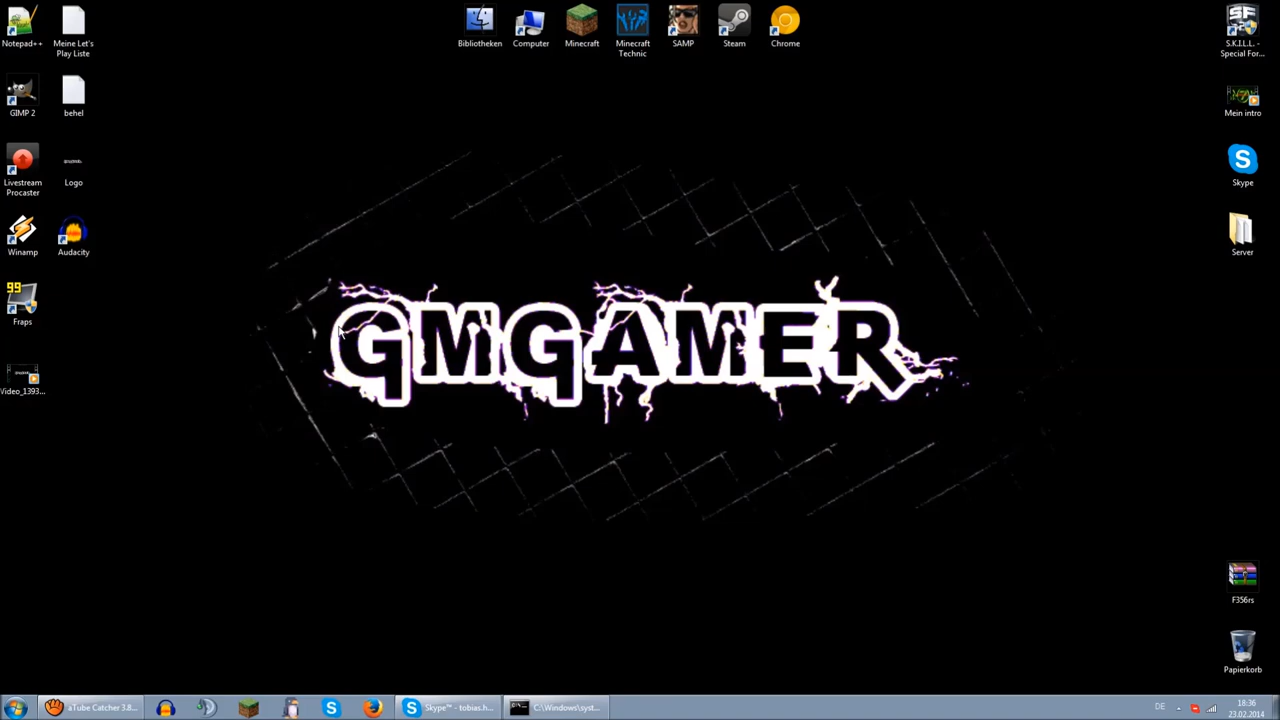 Notepad++
Meine Let's
Play Liste
Bibliotheken
Computer
Minecraft
Minecraft
Technic
SAMP
Steam
Chrome
S.K.I.L.L. -
Special For...
GIMP 2
behel
Mein intro
Livestream
Procaster
Logo
Skype
Winamp
Audacity
Server
99
Fraps
GMGAMER
Video_1393...
F356rs
Papierkorb
aTube Catcher 3.8...
Skype™ - tobias.h...
C:\Windows\syst...
DE
18:36
23.02.2014